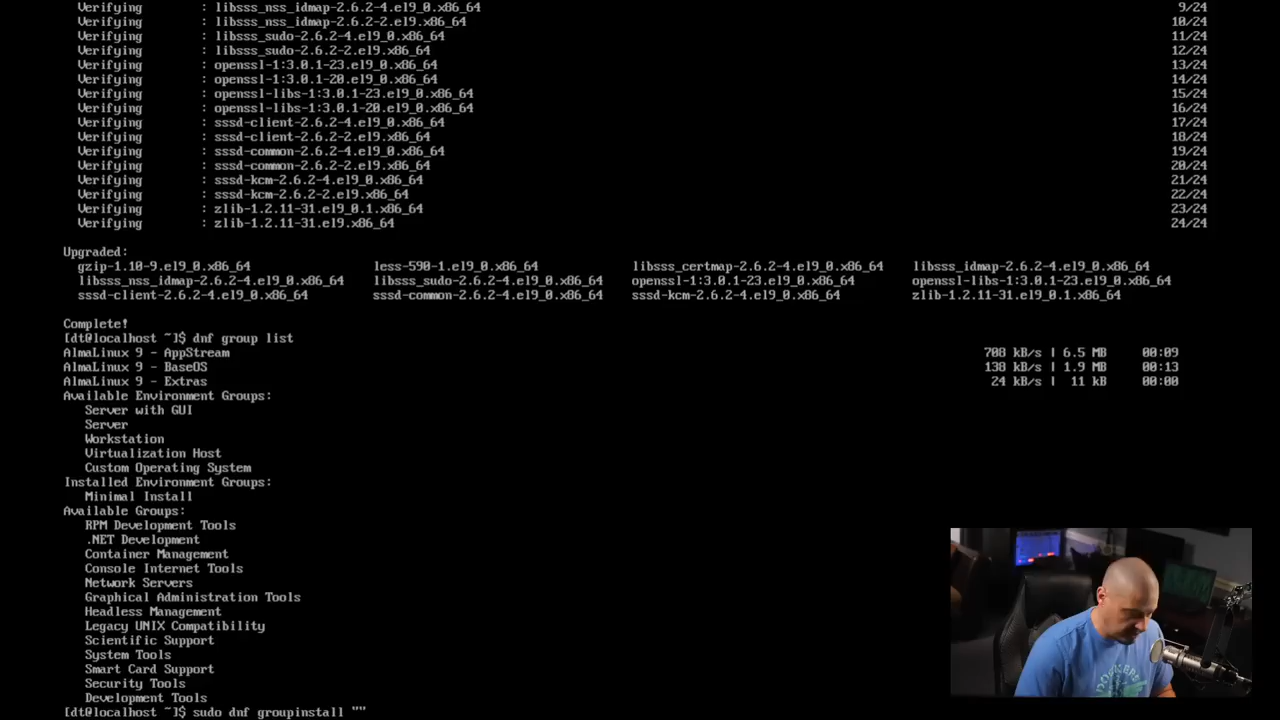 Verifying : libsss_nss_idmap-2.6.2-4.el9_0.x86_64 9/24
Verifying : libsss_nss_idmap-2.6.2-2.el9.x86_64 10/24
Verifying : libsss_sudo-2.6.2-4.el9_0.x86_64 11/24
Verifying : libsss_sudo-2.6.2-2.el9.x86_64 12/24
Verifying : openssl-1:3.0.1-23.el9_0.x86_64 13/24
Verifying : openssl-1:3.0.1-20.el9_0.x86_64 14/24
Verifying : openssl-libs-1:3.0.1-23.el9_0.x86_64 15/24
Verifying : openssl-libs-1:3.0.1-20.el9_0.x86_64 16/24
Verifying : sssd-client-2.6.2-4.el9_0.x86_64 17/24
Verifying : sssd-client-2.6.2-2.el9.x86_64 18/24
Verifying : sssd-common-2.6.2-4.el9_0.x86_64 19/24
Verifying : sssd-common-2.6.2-2.el9.x86_64 20/24
Verifying : sssd-kcm-2.6.2-4.el9_0.x86_64 21/24
Verifying : sssd-kcm-2.6.2-2.el9.x86_64 22/24
Verifying : zlib-1.2.11-31.el9_0.1.x86_64 23/24
Verifying : zlib-1.2.11-31.el9.x86_64 24/24
Upgraded:
gzip-1.10-9.el9_0.x86_64 less-590-1.el9_0.x86_64 libsss_certmap-2.6.2-4.el9_0.x86_64 libsss_idmap-2.6.2-4.el9_0.x86_64
libsss_nss_idmap-2.6.2-4.el9_0.x86_64 libsss_sudo-2.6.2-4.el9_0.x86_64 openssl-1:3.0.1-23.el9_0.x86_64 openssl-libs-1:3.0.1-23.el9_0.x86_64
sssd-client-2.6.2-4.el9_0.x86_64 sssd-common-2.6.2-4.el9_0.x86_64 sssd-kcm-2.6.2-4.el9_0.x86_64 zlib-1.2.11-31.el9_0.1.x86_64
Complete!
[dt@localhost ~]$ dnf group list
AlmaLinux 9 - AppStream 708 kB/s | 6.5 MB 00:09
AlmaLinux 9 - BaseOS 138 kB/s | 1.9 MB 00:13
AlmaLinux 9 - Extras 24 kB/s | 11 kB 00:00
Available Environment Groups:
Server with GUI
Server
Workstation
Virtualization Host
Custom Operating System
Installed Environment Groups:
Minimal Install
Available Groups:
RPM Development Tools
.NET Development
Container Management
Console Internet Tools
Network Servers
Graphical Administration Tools
Headless Management
Legacy UNIX Compatibility
Scientific Support
System Tools
Smart Card Support
Security Tools
Development Tools
[dt@localhost ~]$ sudo dnf groupinstall ""